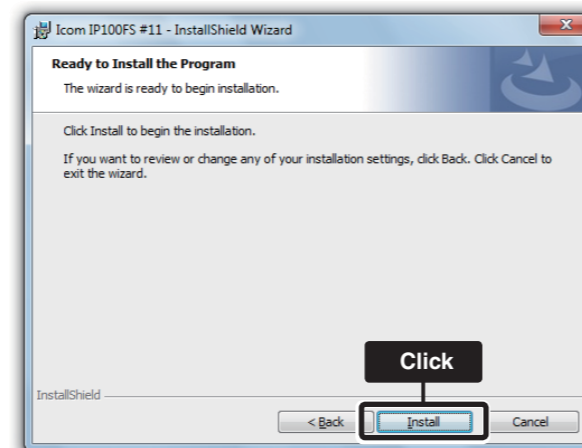 Icom IP100FS #11 - InstallShield Wizard
Ready to Install the Program
The wizard is ready to begin installation.
Click Install to begin the installation.
If you want to review or change any of your installation settings, click Back. Click Cancel to
exit the wizard.
Click
InstallShield
< Back
Install
Cancel